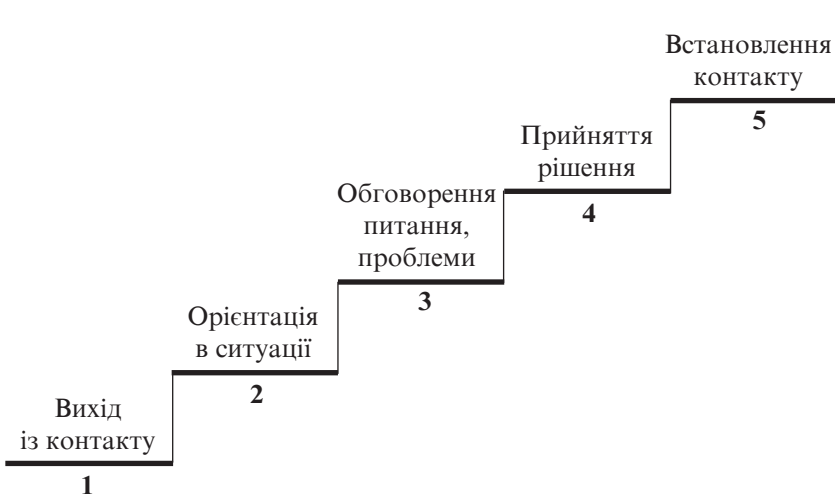 Встановлення
контакту
5
Прийняття
рішення
4
Обговорення
питання,
проблеми
3
Орієнтація
в ситуації
2
Вихід
із контакту
1